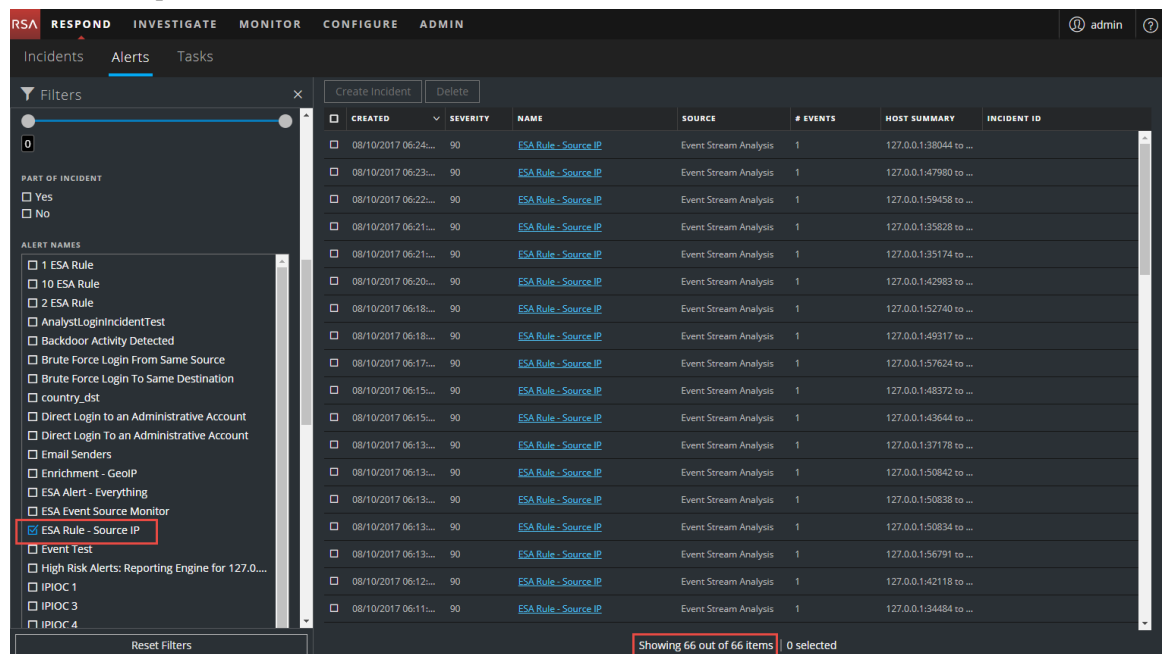 RSA RESPOND INVESTIGATE MONITOR CONFIGURE ADMIN admin ?
Incidents Alerts Tasks
Filters ×
0
PART OF INCIDENT
Yes
No
ALERT NAMES
1 ESA Rule
10 ESA Rule
2 ESA Rule
AnalystLoginIncidentTest
Backdoor Activity Detected
Brute Force Login From Same Source
Brute Force Login To Same Destination
country_dst
Direct Login to an Administrative Account
Direct Login To an Administrative Account
Email Senders
Enrichment - GeoIP
ESA Alert - Everything
ESA Event Source Monitor
ESA Rule - Source IP
Event Test
High Risk Alerts: Reporting Engine for 127.0....
IPIOC 1
IPIOC 3
IPIOC 4
Reset Filters
Create Incident Delete
CREATED SEVERITY NAME SOURCE # EVENTS HOST SUMMARY INCIDENT ID
08/10/2017 06:24:... 90 ESA Rule - Source IP Event Stream Analysis 1 127.0.0.1:38044 to ...
08/10/2017 06:23:... 90 ESA Rule - Source IP Event Stream Analysis 1 127.0.0.1:47980 to ...
08/10/2017 06:22:... 90 ESA Rule - Source IP Event Stream Analysis 1 127.0.0.1:59458 to ...
08/10/2017 06:21:... 90 ESA Rule - Source IP Event Stream Analysis 1 127.0.0.1:35828 to ...
08/10/2017 06:21:... 90 ESA Rule - Source IP Event Stream Analysis 1 127.0.0.1:35174 to ...
08/10/2017 06:20:... 90 ESA Rule - Source IP Event Stream Analysis 1 127.0.0.1:42983 to ...
08/10/2017 06:18:... 90 ESA Rule - Source IP Event Stream Analysis 1 127.0.0.1:52740 to ...
08/10/2017 06:18:... 90 ESA Rule - Source IP Event Stream Analysis 1 127.0.0.1:49317 to ...
08/10/2017 06:17:... 90 ESA Rule - Source IP Event Stream Analysis 1 127.0.0.1:57624 to ...
08/10/2017 06:15:... 90 ESA Rule - Source IP Event Stream Analysis 1 127.0.0.1:48372 to ...
08/10/2017 06:15:... 90 ESA Rule - Source IP Event Stream Analysis 1 127.0.0.1:43644 to ...
08/10/2017 06:13:... 90 ESA Rule - Source IP Event Stream Analysis 1 127.0.0.1:37178 to ...
08/10/2017 06:13:... 90 ESA Rule - Source IP Event Stream Analysis 1 127.0.0.1:50842 to ...
08/10/2017 06:13:... 90 ESA Rule - Source IP Event Stream Analysis 1 127.0.0.1:50838 to ...
08/10/2017 06:13:... 90 ESA Rule - Source IP Event Stream Analysis 1 127.0.0.1:50834 to ...
08/10/2017 06:13:... 90 ESA Rule - Source IP Event Stream Analysis 1 127.0.0.1:56791 to ...
08/10/2017 06:12:... 90 ESA Rule - Source IP Event Stream Analysis 1 127.0.0.1:42118 to ...
08/10/2017 06:11:... 90 ESA Rule - Source IP Event Stream Analysis 1 127.0.0.1:34484 to ...
Showing 66 out of 66 items | 0 selected